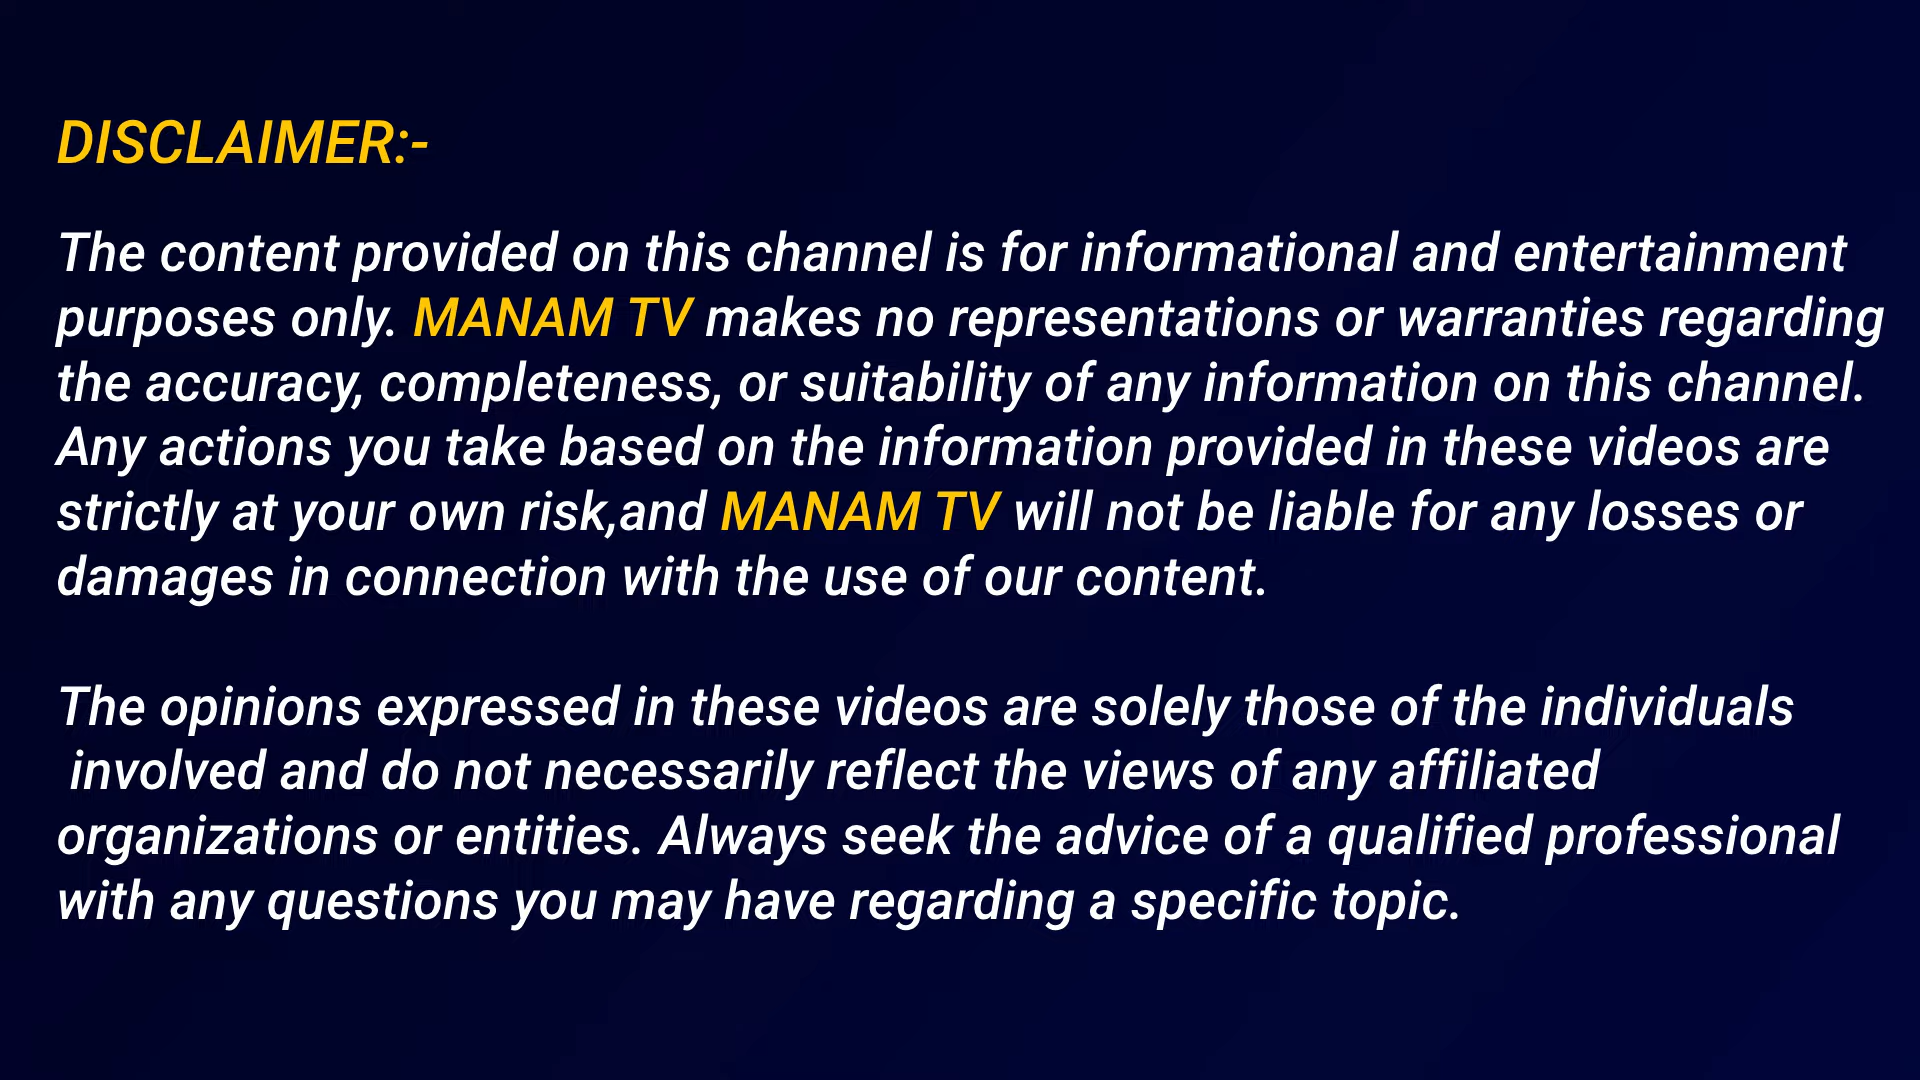 DISCLAIMER:-
The content provided on this channel is for informational and entertainment
purposes only. MANAM TV makes no representations or warranties regarding
the accuracy, completeness, or suitability of any information on this channel.
Any actions you take based on the information provided in these videos are
strictly at your own risk,and MANAM TV will not be liable for any losses or
damages in connection with the use of our content.
The opinions expressed in these videos are solely those of the individuals
involved and do not necessarily reflect the views of any affiliated
organizations or entities. Always seek the advice of a qualified professional
with any questions you may have regarding a specific topic.